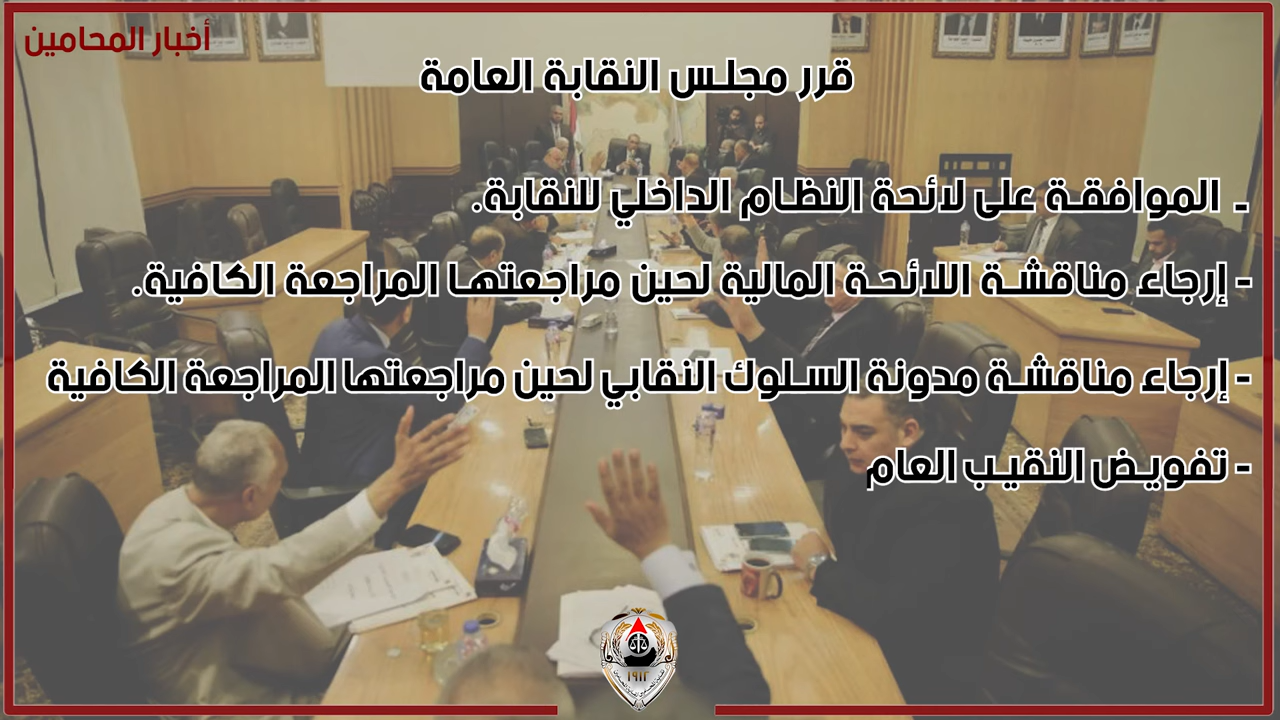 أخبار المحامين
قرر مجلس النقابة العامة
- الموافقة على لائحة النظام الداخلي للنقابة.
- إرجاء مناقشة اللائحة المالية لحين مراجعتها المراجعة الكافية.
- إرجاء مناقشة مدونة السلوك النقابي لحين مراجعتها المراجعة الكافية
- تفويض النقيب العام
١٩١٢